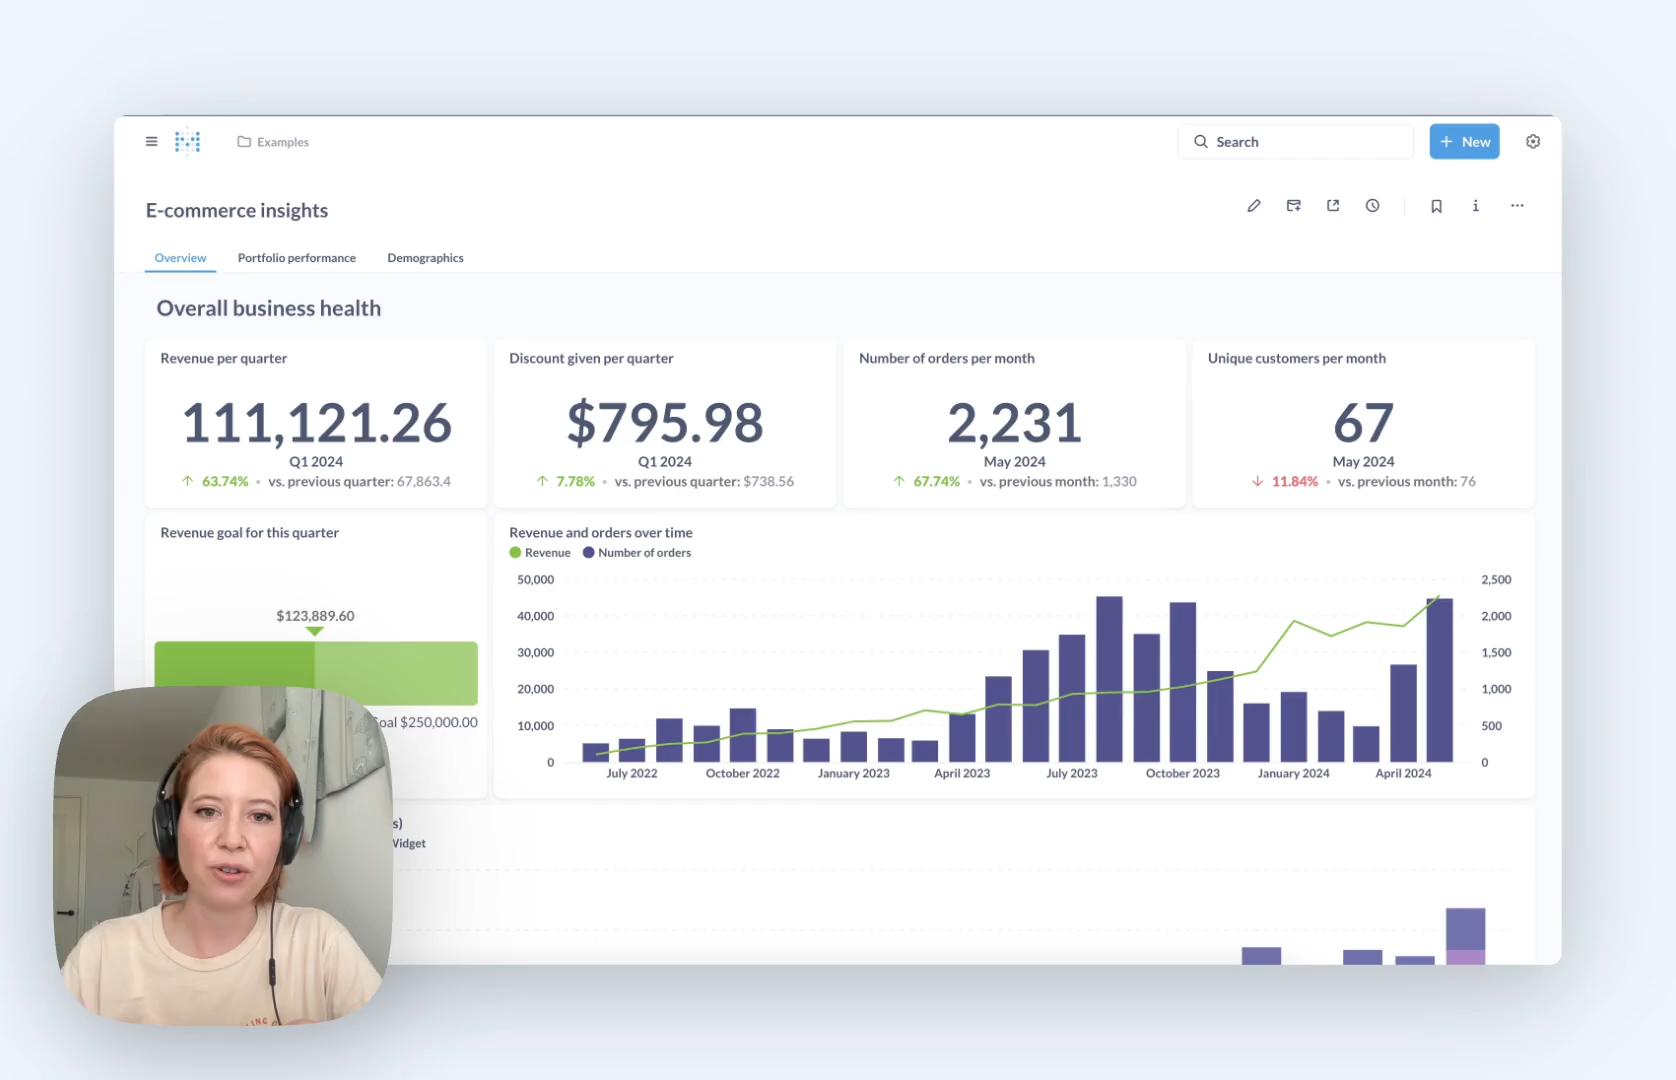 Examples
Search
+ New
E-commerce insights
Overview
Portfolio performance
Demographics
Overall business health
Revenue per quarter
111,121.26
Q1 2024
↑ 63.74% • vs. previous quarter: 67,863.4
Discount given per quarter
$795.98
Q1 2024
↑ 7.78% • vs. previous quarter: $738.56
Number of orders per month
2,231
May 2024
↑ 67.74% • vs. previous month: 1,330
Unique customers per month
67
May 2024
↓ 11.84% • vs. previous month: 76
Revenue goal for this quarter
$123,889.60
$250,000.00
Revenue and orders over time
Revenue
Number of orders
50,000
40,000
30,000
20,000
10,000
0
2,500
2,000
1,500
1,000
500
0
July 2022
October 2022
January 2023
April 2023
July 2023
October 2023
January 2024
April 2024
s)
Widget